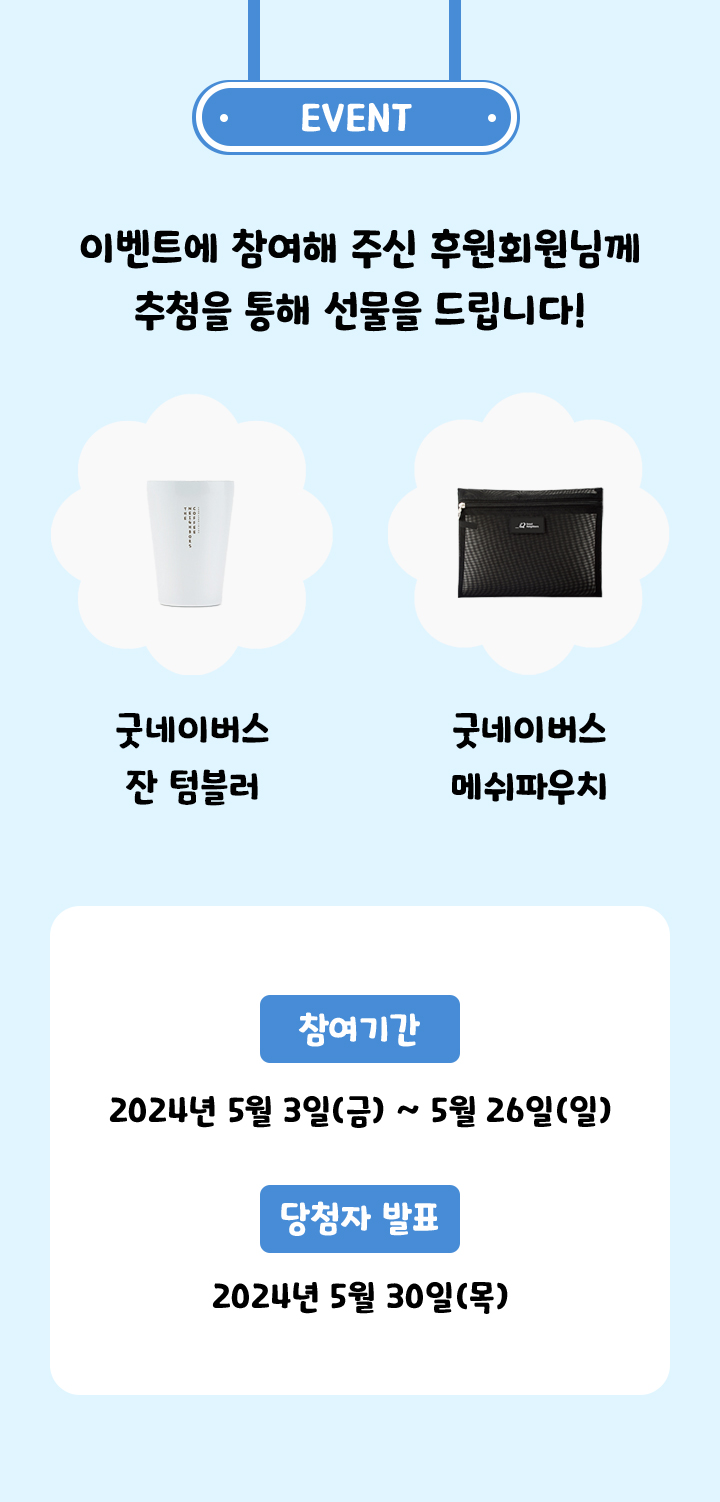 EVENT
이벤트에 참여해 주신 후원회원님께
추첨을 통해 선물을 드립니다!
THE
NEIGHBORS
COFFEE
굿네이버스
잔 텀블러
굿네이버스
메쉬파우치
참여기간
2024년 5월 3일(금) ~ 5월 26일(일)
당첨자 발표
2024년 5월 30일(목)